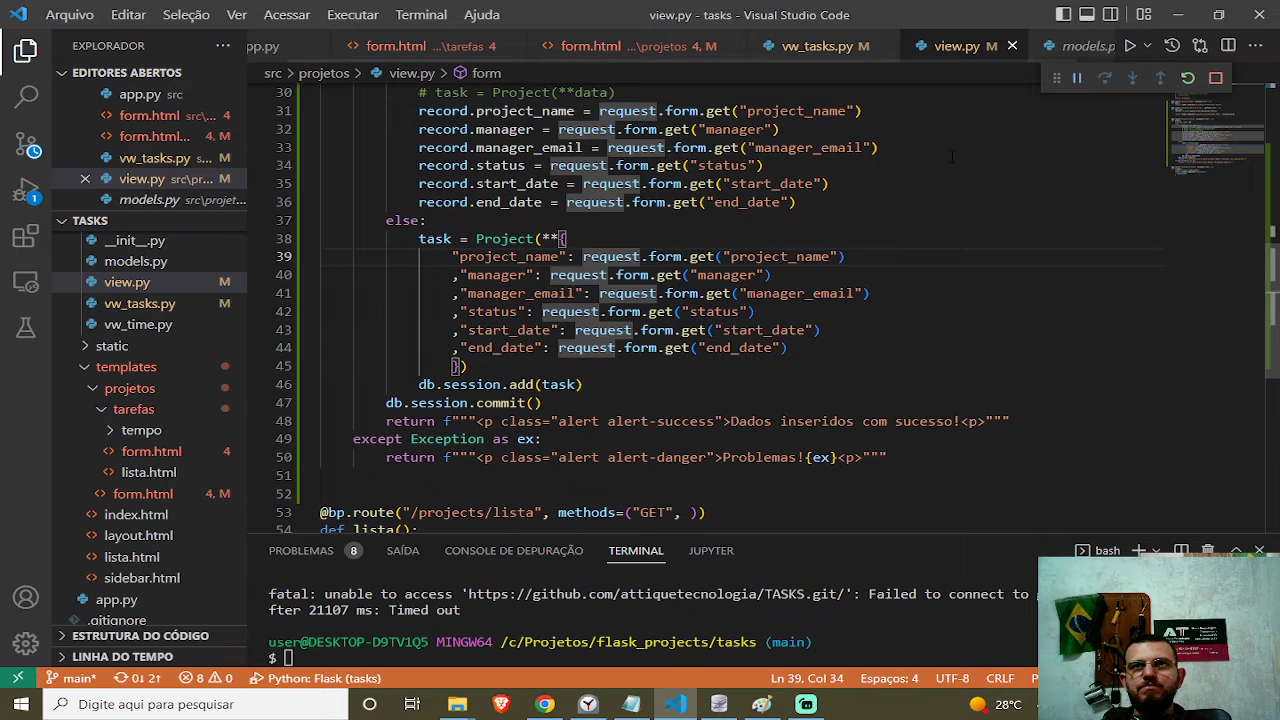 Arquivo Editar Seleção Ver Acessar Executar Terminal Ajuda view.py - tasks - Visual Studio Code
EXPLORADOR
EDITORES ABERTOS
app.py src
form.html src\...
form.html ... 4, M
vw_tasks.py s... M
view.py src\pr... M
models.py src\projet...
TASKS
__init__.py
models.py
view.py M
vw_tasks.py M
vw_time.py
static
templates
projetos
tarefas
tempo
form.html 4
lista.html
form.html 4, M
index.html
layout.html
lista.html
sidebar.html
app.py
.gitignore
ESTRUTURA DO CÓDIGO
LINHA DO TEMPO
1
app.py form.html ...\tarefas 4 form.html ...\projetos 4, M vw_tasks.py M view.py M models.p
src > projetos > view.py > form
30 # task = Project(**data)
31 record.project_name = request.form.get("project_name")
32 record.manager = request.form.get("manager")
33 record.manager_email = request.form.get("manager_email")
34 record.status = request.form.get("status")
35 record.start_date = request.form.get("start_date")
36 record.end_date = request.form.get("end_date")
37 else:
38 task = Project(**{
39 "project_name": request.form.get("project_name")
40 ,"manager": request.form.get("manager")
41 ,"manager_email": request.form.get("manager_email")
42 ,"status": request.form.get("status")
43 ,"start_date": request.form.get("start_date")
44 ,"end_date": request.form.get("end_date")
45 })
46 db.session.add(task)
47 db.session.commit()
48 return f"""<p class="alert alert-success">Dados inseridos com sucesso!<p>"""
49 except Exception as ex:
50 return f"""<p class="alert alert-danger">Problemas!{ex}<p>"""
51
52
53 @bp.route("/projects/lista", methods=("GET", ))
54 def lista():
PROBLEMAS 8 SAÍDA CONSOLE DE DEPURAÇÃO TERMINAL JUPYTER bash
fatal: unable to access 'https://github.com/attiquetecnologia/TASKS.git/': Failed to connect to
fter 21107 ms: Timed out
user@DESKTOP-D9TV1Q5 MINGW64 /c/Projetos/flask_projects/tasks (main)
$
AT
main* 0↓ 2↑ 8 0 Python: Flask (tasks) Ln 39, Col 34 Espaços: 4 UTF-8 CRLF
Digite aqui para pesquisar 28°C